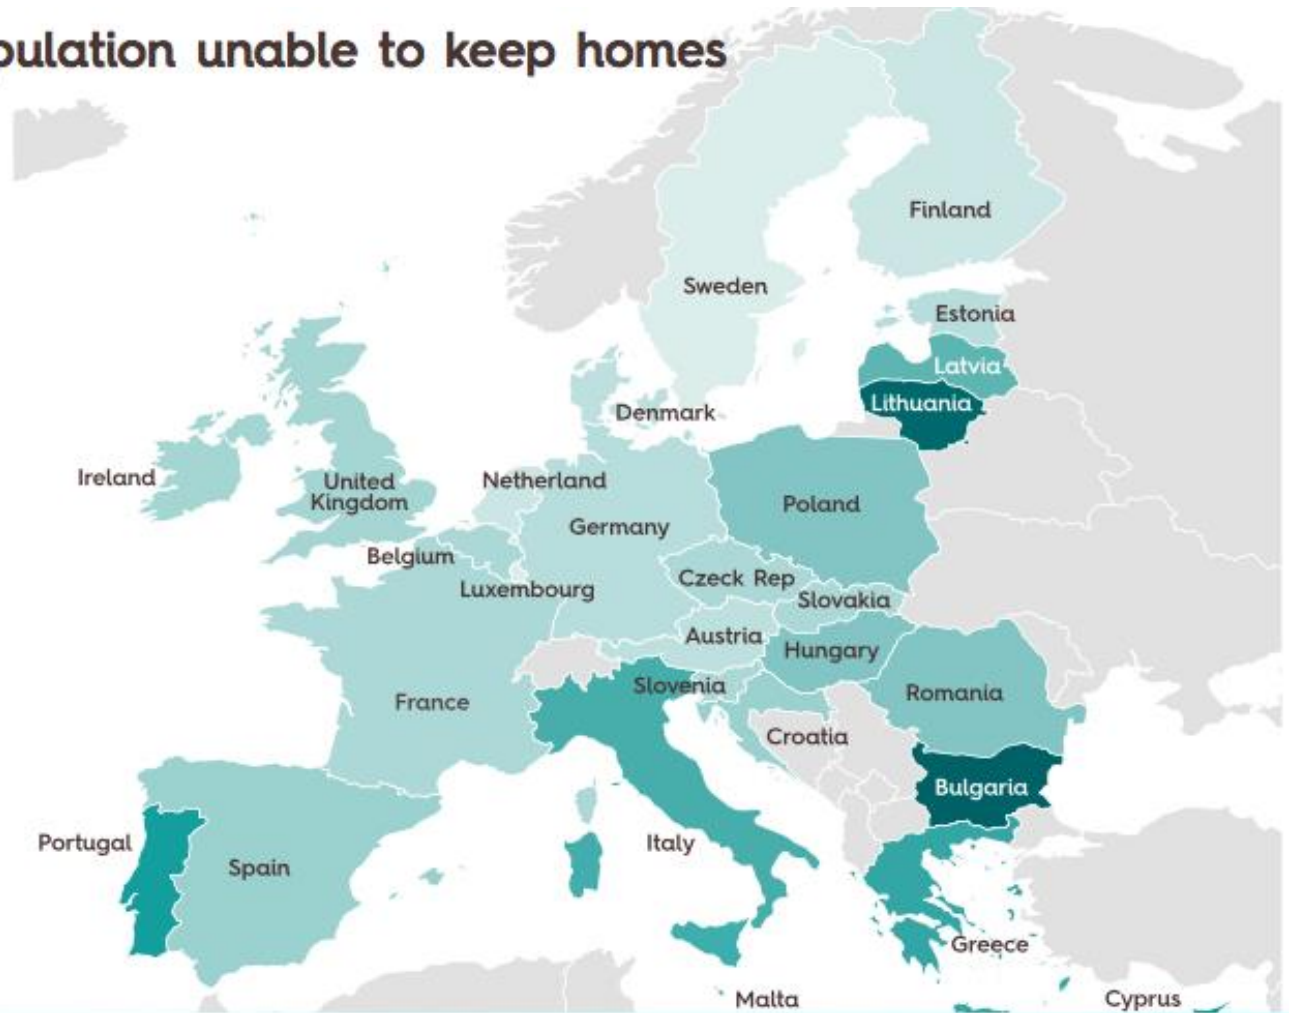 pulation unable to keep homes
Finland
Sweden
Estonia
Latvia
Lithuania
Denmark
Ireland
United
Kingdom
Netherland
Poland
Germany
Belgium
Czeck Rep
Luxembourg
Slovakia
Austria
Hungary
Slovenia
Romania
France
Croatia
Bulgaria
Portugal
Italy
Spain
Greece
Malta
Cyprus